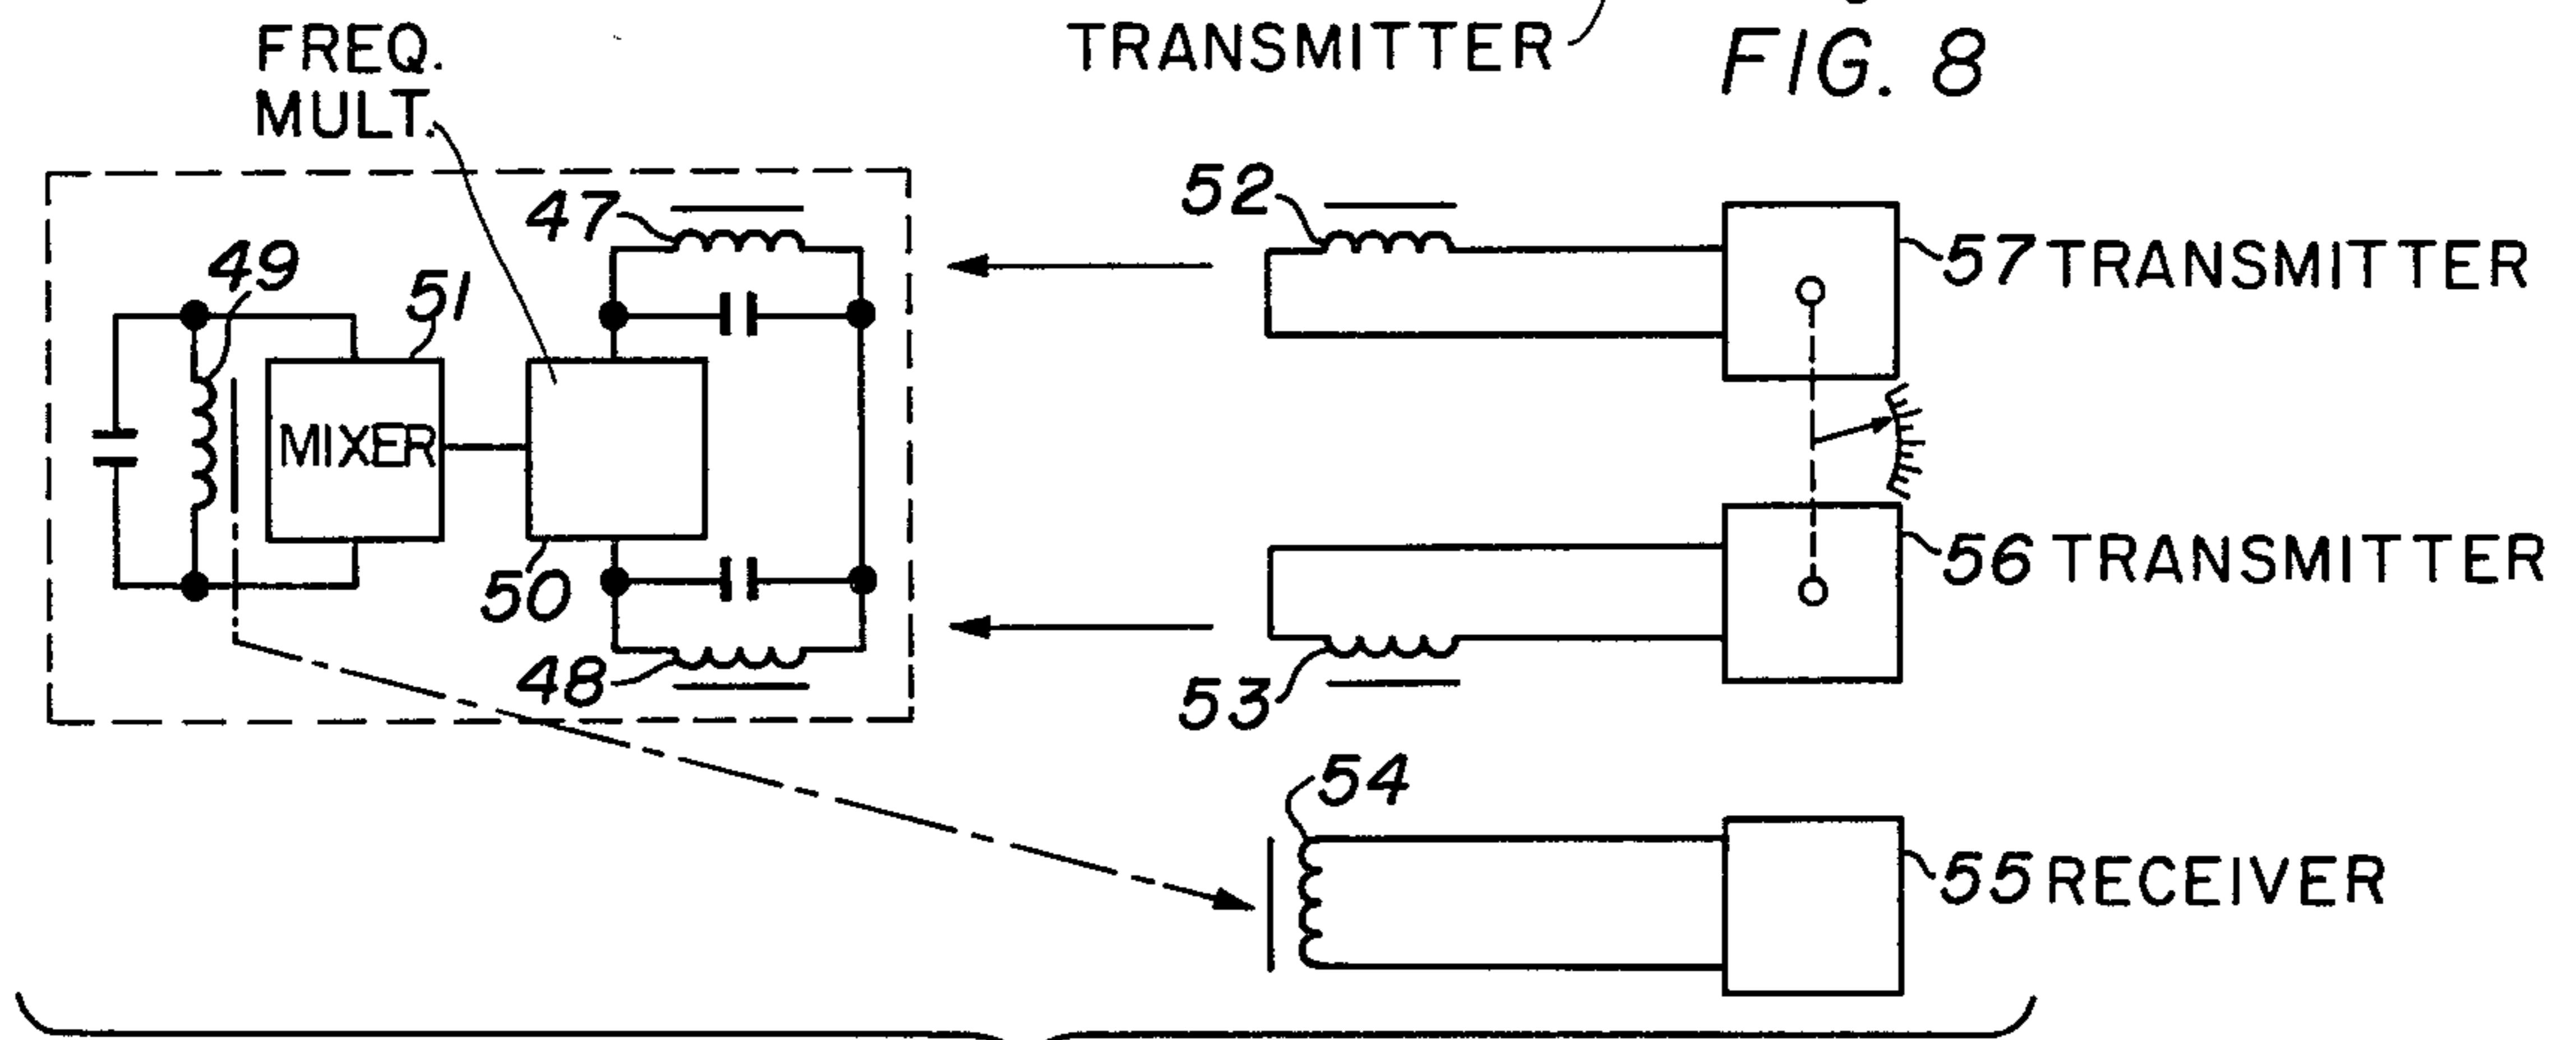 FREQ.
MULT.
TRANSMITTER
FIG. 8
47
49
51
MIXER
50
48
52
57 TRANSMITTER
56 TRANSMITTER
53
54
55 RECEIVER